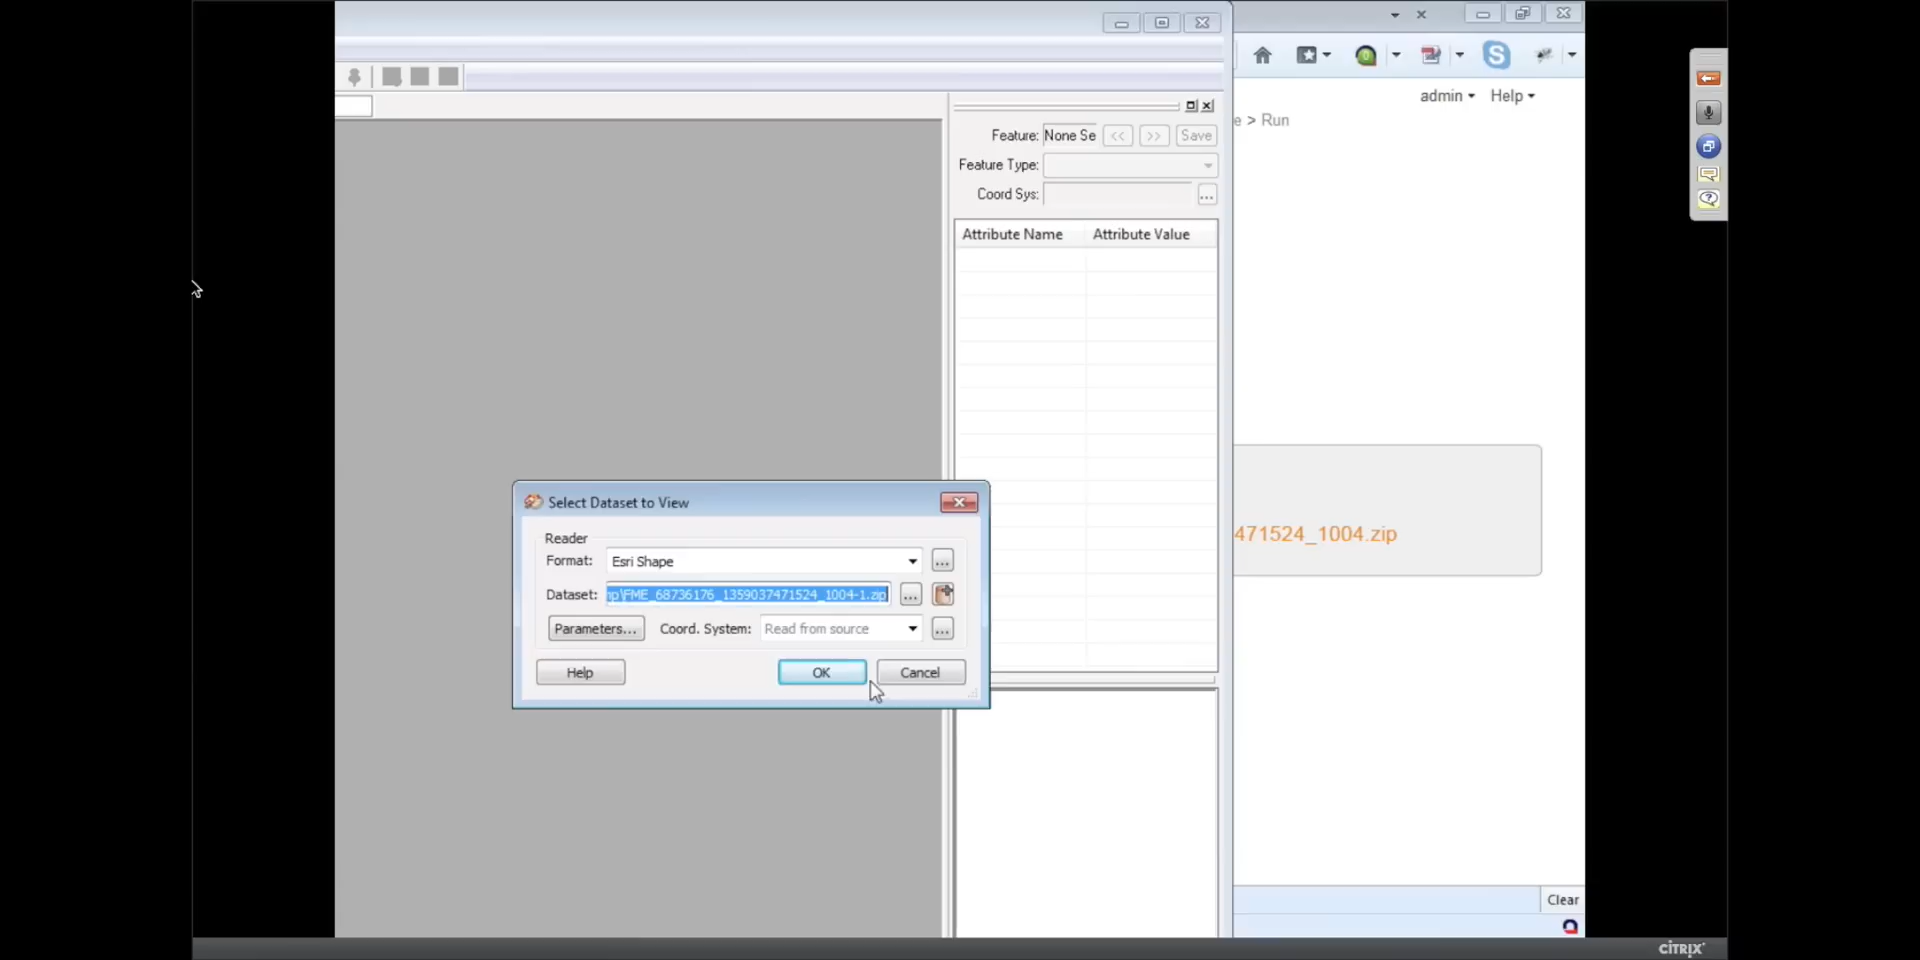 admin Help
e > Run
Feature: None Se << >> Save
Feature Type:
Coord Sys: ...
Attribute Name Attribute Value
Select Dataset to View
Reader
Format: Esri Shape ...
Dataset: \FME_68736176_1359037471524_1004-1.zip ...
Parameters... Coord. System: Read from source ...
Help OK Cancel
471524_1004.zip
Clear
CITRIX